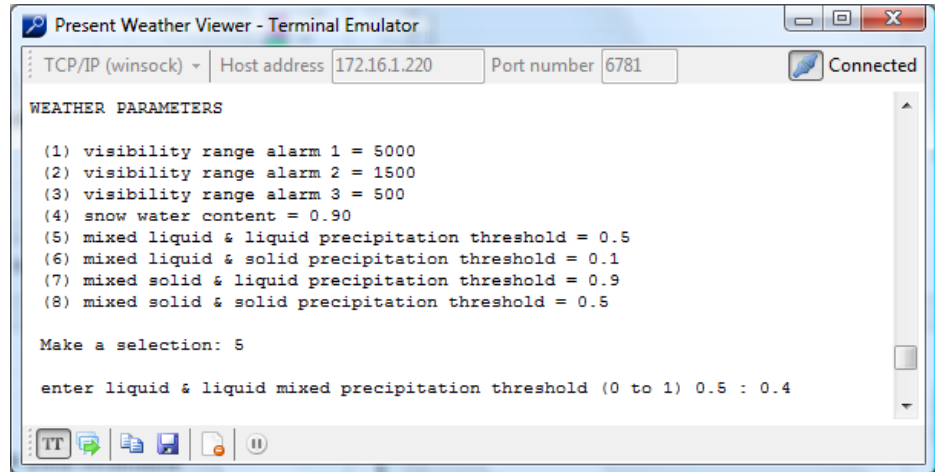 Present Weather Viewer - Terminal Emulator
TCP/IP (winsock) Host address 172.16.1.220 Port number 6781 Connected
WEATHER PARAMETERS
(1) visibility range alarm 1 = 5000
(2) visibility range alarm 2 = 1500
(3) visibility range alarm 3 = 500
(4) snow water content = 0.90
(5) mixed liquid & liquid precipitation threshold = 0.5
(6) mixed liquid & solid precipitation threshold = 0.1
(7) mixed solid & liquid precipitation threshold = 0.9
(8) mixed solid & solid precipitation threshold = 0.5
Make a selection: 5
enter liquid & liquid mixed precipitation threshold (0 to 1) 0.5 : 0.4
TT